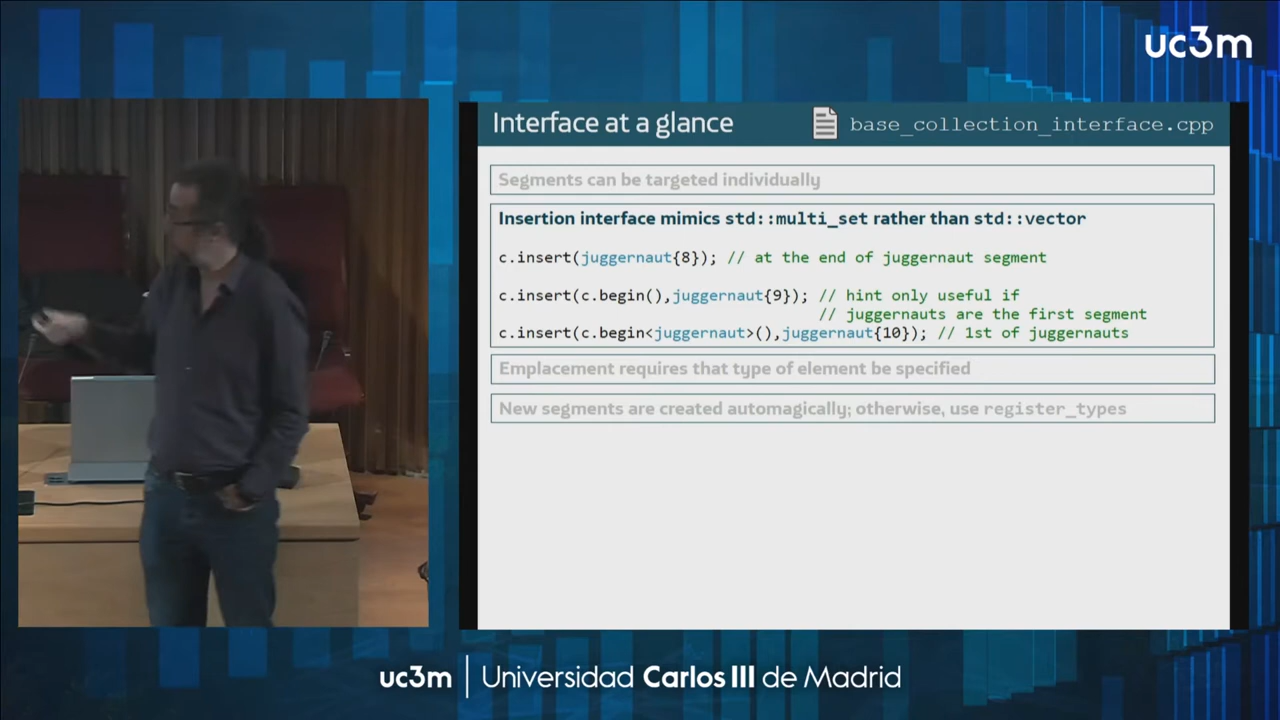 uc3m
Interface at a glance
base_collection_interface.cpp
Segments can be targeted individually
Insertion interface mimics std::multi_set rather than std::vector
c.insert(juggernaut{8}); // at the end of juggernaut segment
c.insert(c.begin(),juggernaut{9}); // hint only useful if
// juggernauts are the first segment
c.insert(c.begin<juggernaut>(),juggernaut{10}); // 1st of juggernauts
Emplacement requires that type of element be specified
New segments are created automagically; otherwise, use register_types
uc3m | Universidad Carlos III de Madrid